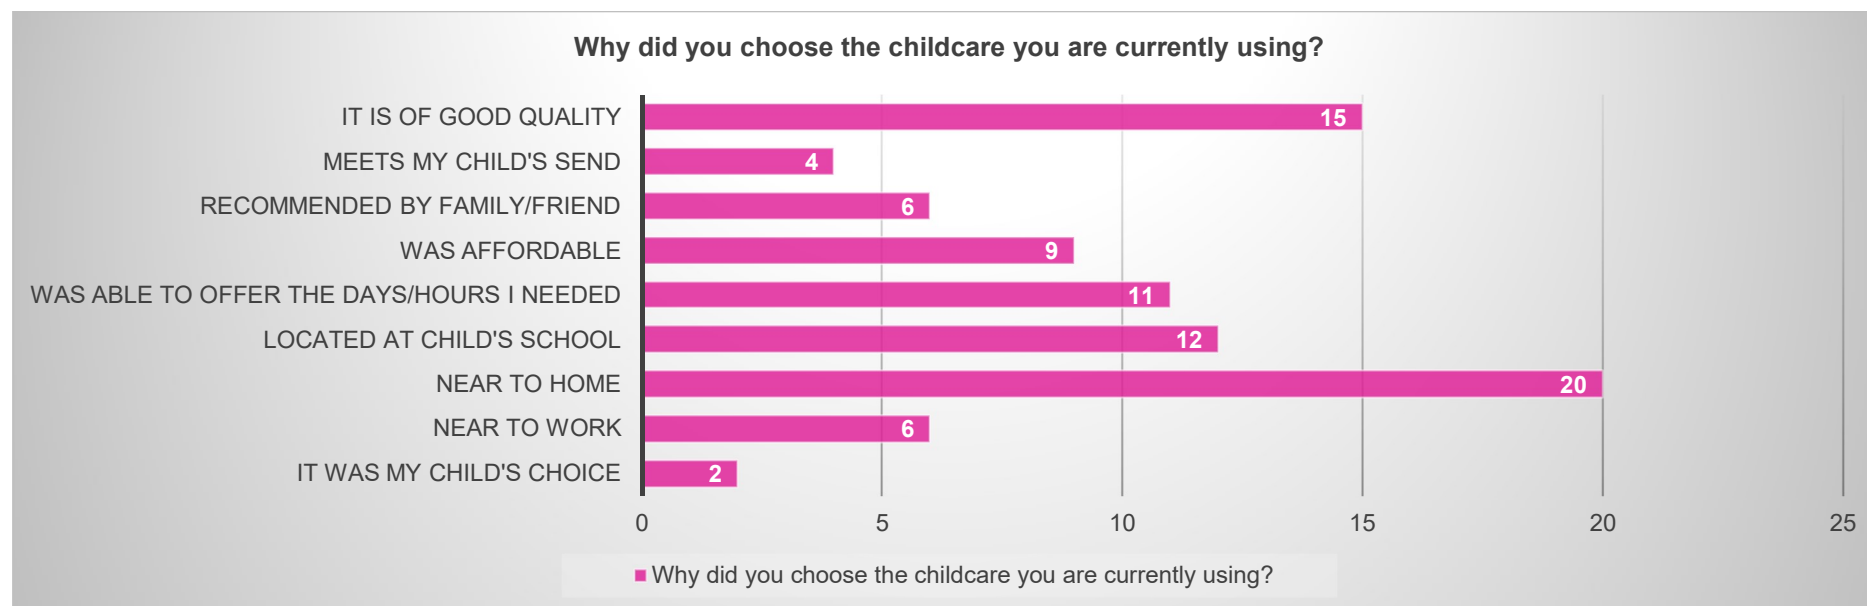 Why did you choose the childcare you are currently using?
IT IS OF GOOD QUALITY 15
MEETS MY CHILD'S SEND 4
RECOMMENDED BY FAMILY/FRIEND 6
WAS AFFORDABLE 9
WAS ABLE TO OFFER THE DAYS/HOURS I NEEDED 11
LOCATED AT CHILD'S SCHOOL 12
NEAR TO HOME 20
NEAR TO WORK 6
IT WAS MY CHILD'S CHOICE 2
0 5 10 15 20 25
Why did you choose the childcare you are currently using?